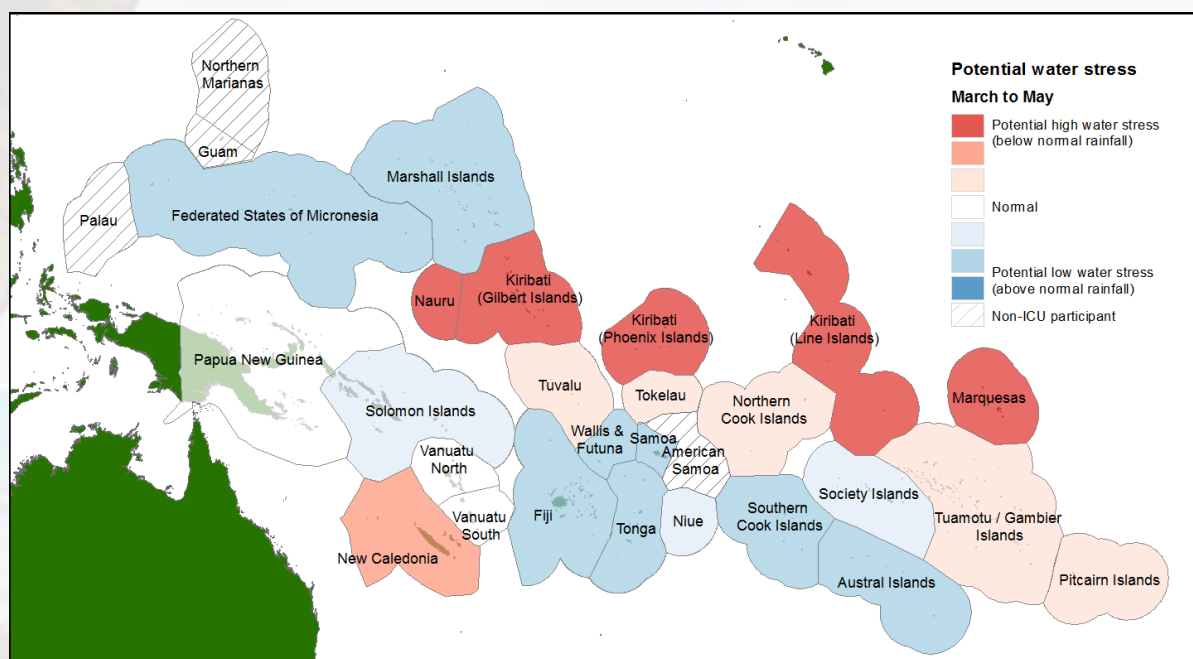 Northern
Marianas
Guam
Palau
Federated States of Micronesia
Marshall Islands
Nauru
Kiribati
(Gilbert Islands)
Kiribati
(Phoenix Islands)
Kiribati
(Line Islands)
Marquesas
Papua New Guinea
Solomon Islands
Tuvalu
Tokelau
Northern
Cook Islands
Vanuatu
North
Wallis &
Futuna
Samoa
American
Samoa
Vanuatu
South
New Caledonia
Fiji
Tonga
Niue
Southern
Cook Islands
Society Islands
Austral Islands
Tuamotu / Gambier
Islands
Pitcairn Islands
Potential water stress
March to May
Potential high water stress
(below normal rainfall)
Normal
Potential low water stress
(above normal rainfall)
Non-ICU participant